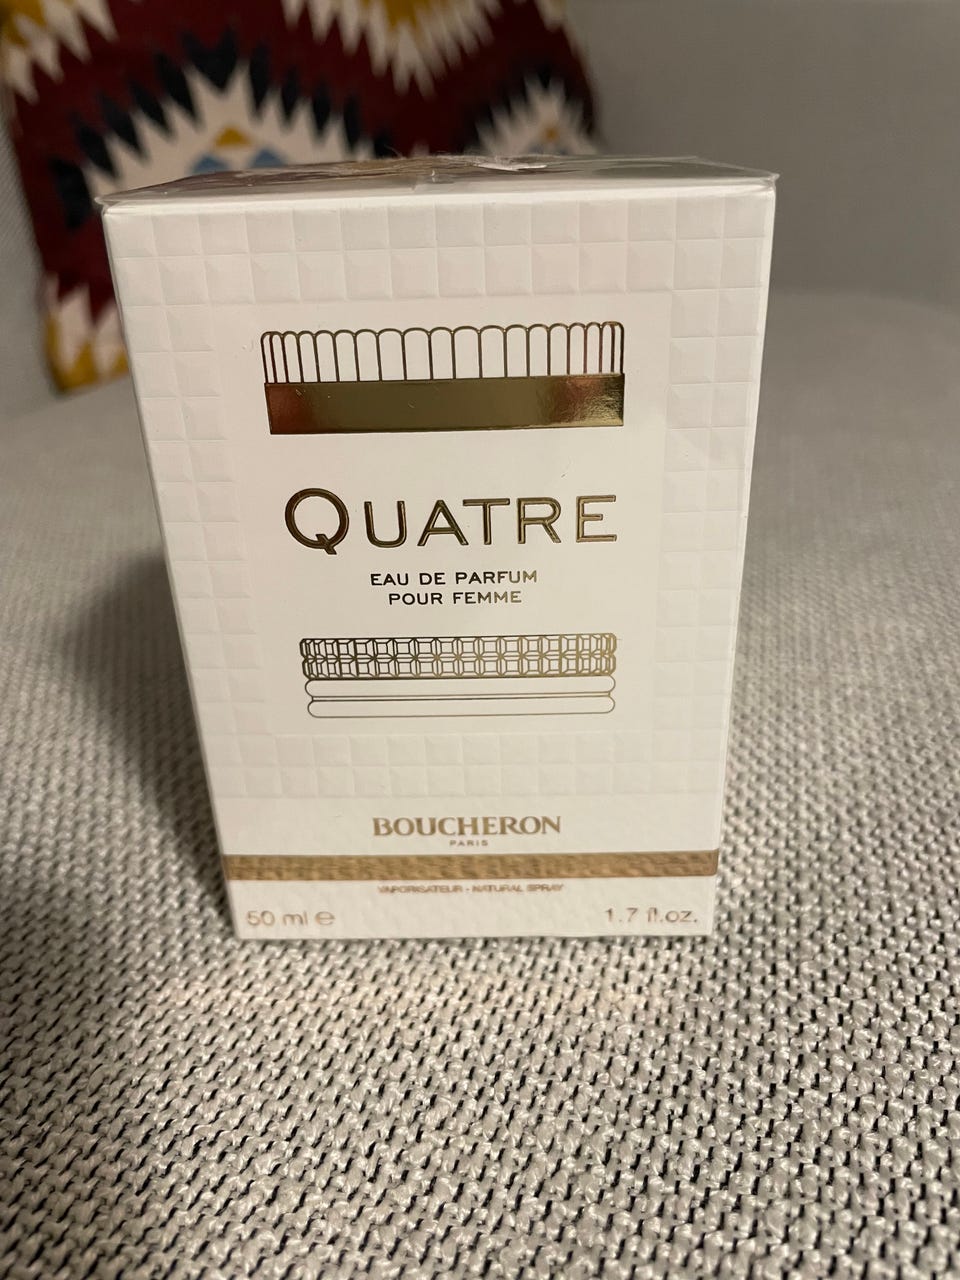 QUATRE
EAU DE PARFUM
POUR FEMME
BOUCHERON
PARIS
VAPORISATEUR - NATURAL SPRAY
50 ml ℮ 1.7 fl.oz.